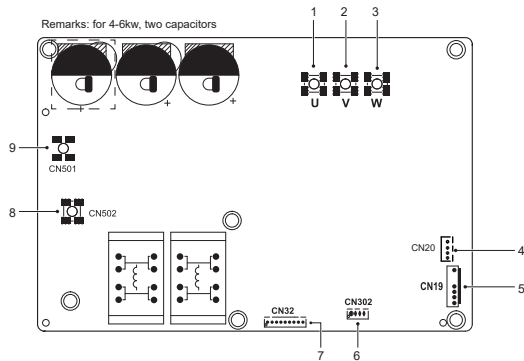 Remarks: for 4-6kw, two capacitors
1
2
3
U
V
W
9
CN501
8
CN502
CN20
4
CN19
5
CN32
CN302
7
6
+
+
+